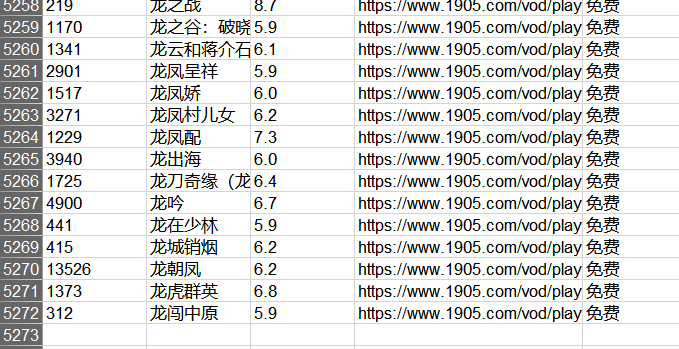 5258 219 龙之战 8.7 https://www.1905.com/vod/play 免费
5259 1170 龙之谷：破晓 5.9 https://www.1905.com/vod/play 免费
5260 1341 龙云和蒋介石 6.1 https://www.1905.com/vod/play 免费
5261 2901 龙凤呈祥 5.9 https://www.1905.com/vod/play 免费
5262 1517 龙凤娇 6.0 https://www.1905.com/vod/play 免费
5263 3271 龙凤村儿女 6.2 https://www.1905.com/vod/play 免费
5264 1229 龙凤配 7.3 https://www.1905.com/vod/play 免费
5265 3940 龙出海 6.0 https://www.1905.com/vod/play 免费
5266 1725 龙刀奇缘（龙 6.4 https://www.1905.com/vod/play 免费
5267 4900 龙吟 6.7 https://www.1905.com/vod/play 免费
5268 441 龙在少林 5.9 https://www.1905.com/vod/play 免费
5269 415 龙城销烟 6.2 https://www.1905.com/vod/play 免费
5270 13526 龙朝凤 6.2 https://www.1905.com/vod/play 免费
5271 1373 龙虎群英 6.8 https://www.1905.com/vod/play 免费
5272 312 龙闯中原 5.9 https://www.1905.com/vod/play 免费
5273